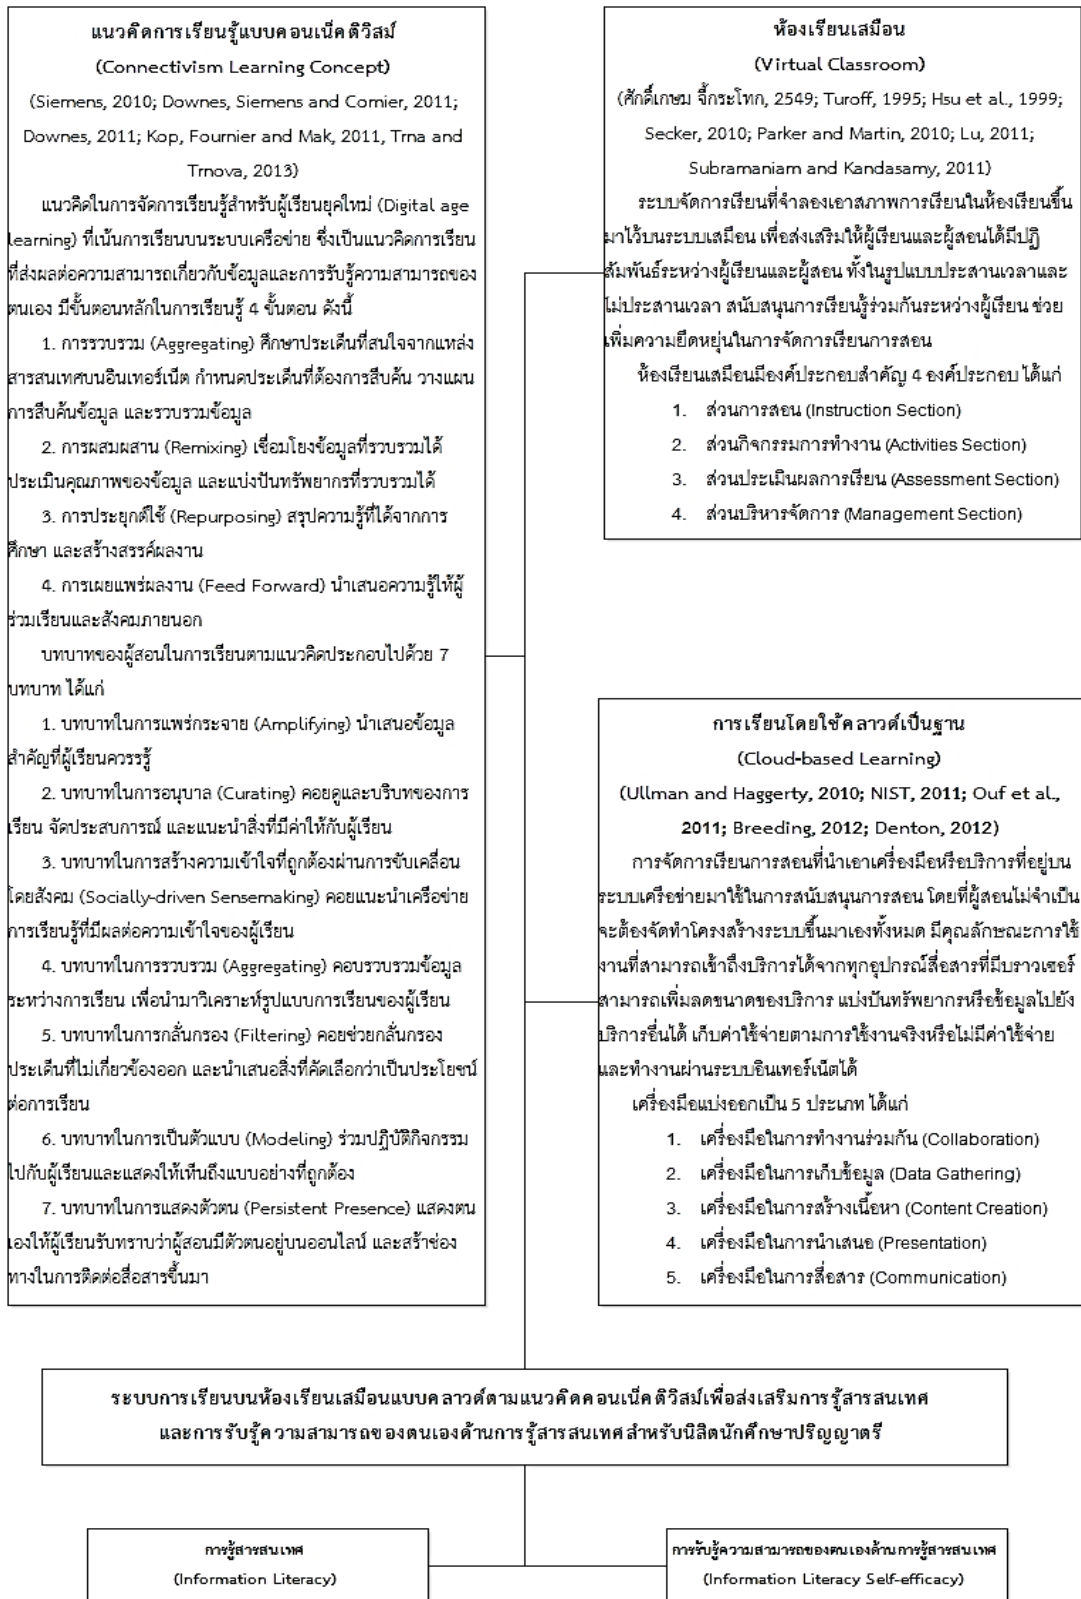 แนวคิดการเรียนรู้แบบคอนเน็คติวิสม์
(Connectivism Learning Concept)
(Siemens, 2010; Downes, Siemens and Cormier, 2011;
Downes, 2011; Kop, Fournier and Mak, 2011, Trna and
Trnova, 2013)
แนวคิดในการจัดการเรียนรู้สำหรับผู้เรียนยุคใหม่ (Digital age
learning) ที่เน้นการเรียนบนระบบเครือข่าย ซึ่งเป็นแนวคิดการเรียน
ที่ส่งผลต่อความสามารถเกี่ยวกับข้อมูลและการรับรู้ความสามารถของ
ตนเอง มีขั้นตอนหลักในการเรียนรู้ 4 ขั้นตอน ดังนี้
1. การรวบรวม (Aggregating) ศึกษาประเด็นที่สนใจจากแหล่ง
สารสนเทศบนอินเทอร์เน็ต กำหนดประเด็นที่ต้องการสืบค้น วางแผน
การสืบค้นข้อมูล และรวบรวมข้อมูล
2. การผสมผสาน (Remixing) เชื่อมโยงข้อมูลที่รวบรวมได้
ประเมินคุณภาพของข้อมูล และแบ่งปันทรัพยากรที่รวบรวมได้
3. การประยุกต์ใช้ (Repurposing) สรุปความรู้ที่ได้จากการ
ศึกษา และสร้างสรรค์ผลงาน
4. การเผยแพร่ผลงาน (Feed Forward) นำเสนอความรู้ให้ผู้
ร่วมเรียนและสังคมภายนอก
บทบาทของผู้สอนในการเรียนตามแนวคิดประกอบไปด้วย 7
บทบาท ได้แก่
1. บทบาทในการแพร่กระจาย (Amplifying) นำเสนอข้อมูล
สำคัญที่ผู้เรียนควรรู้
2. บทบาทในการอนุบาล (Curating) คอยดูและบริบทของการ
เรียน จัดประสบการณ์ และแนะนำสิ่งที่มีค่าให้กับผู้เรียน
3. บทบาทในการสร้างความเข้าใจที่ถูกต้องผ่านการขับเคลื่อน
โดยสังคม (Socially-driven Sensemaking) คอยแนะนำเครือข่าย
การเรียนรู้ที่มีผลต่อความเข้าใจของผู้เรียน
4. บทบาทในการรวบรวม (Aggregating) คอบรวบรวมข้อมูล
ระหว่างการเรียน เพื่อนำมาวิเคราะห์รูปแบบการเรียนของผู้เรียน
5. บทบาทในการกลั่นกรอง (Filtering) คอยช่วยกลั่นกรอง
ประเด็นที่ไม่เกี่ยวข้องออก และนำเสนอสิ่งที่คัดเลือกว่าเป็นประโยชน์
ต่อการเรียน
6. บทบาทในการเป็นตัวแบบ (Modeling) ร่วมปฏิบัติกิจกรรม
ไปกับผู้เรียนและแสดงให้เห็นถึงแบบอย่างที่ถูกต้อง
7. บทบาทในการแสดงตัวตน (Persistent Presence) แสดงตน
เองให้ผู้เรียนรับทราบว่าผู้สอนมีตัวตนอยู่บนออนไลน์ และสร้าช่อง
ทางในการติดต่อสื่อสารขึ้นมา
ห้องเรียนเสมือน
(Virtual Classroom)
(ศักดิ์เกษม จี้กระโทก, 2549; Turoff, 1995; Hsu et al., 1999;
Secker, 2010; Parker and Martin, 2010; Lu, 2011;
Subramaniam and Kandasamy, 2011)
ระบบจัดการเรียนที่จำลองเอาสภาพการเรียนในห้องเรียนขึ้น
มาไว้บนระบบเสมือน เพื่อส่งเสริมให้ผู้เรียนและผู้สอนได้มีปฏิ
สัมพันธ์ระหว่างผู้เรียนและผู้สอน ทั้งในรูปแบบประสานเวลาและ
ไม่ประสานเวลา สนับสนุนการเรียนรู้ร่วมกันระหว่างผู้เรียน ช่วย
เพิ่มความยืดหยุ่นในการจัดการเรียนการสอน
ห้องเรียนเสมือนมีองค์ประกอบสำคัญ 4 องค์ประกอบ ได้แก่
1. ส่วนการสอน (Instruction Section)
2. ส่วนกิจกรรมการทำงาน (Activities Section)
3. ส่วนประเมินผลการเรียน (Assessment Section)
4. ส่วนบริหารจัดการ (Management Section)
การเรียนโดยใช้คลาวด์เป็นฐาน
(Cloud-based Learning)
(Ullman and Haggerty, 2010; NIST, 2011; Ouf et al.,
2011; Breeding, 2012; Denton, 2012)
การจัดการเรียนการสอนที่นำเอาเครื่องมือหรือบริการที่อยู่บน
ระบบเครือข่ายมาใช้ในการสนับสนุนการสอน โดยที่ผู้สอนไม่จำเป็น
จะต้องจัดทำโครงสร้างระบบขึ้นมาเองทั้งหมด มีคุณลักษณะการใช้
งานที่สามารถเข้าถึงบริการได้จากทุกอุปกรณ์สื่อสารที่มีบราวเซอร์
สามารถเพิ่มลดขนาดของบริการ แบ่งปันทรัพยากรหรือข้อมูลไปยัง
บริการอื่นได้ เก็บค่าใช้จ่ายตามการใช้งานจริงหรือไม่มีค่าใช้จ่าย
และทำงานผ่านระบบอินเทอร์เน็ตได้
เครื่องมือแบ่งออกเป็น 5 ประเภท ได้แก่
1. เครื่องมือในการทำงานร่วมกัน (Collaboration)
2. เครื่องมือในการเก็บข้อมูล (Data Gathering)
3. เครื่องมือในการสร้างเนื้อหา (Content Creation)
4. เครื่องมือในการนำเสนอ (Presentation)
5. เครื่องมือในการสื่อสาร (Communication)
ระบบการเรียนบนห้องเรียนเสมือนแบบคลาวด์ตามแนวคิดคอนเน็คติวิสม์เพื่อส่งเสริมการรู้สารสนเทศ
และการรับรู้ความสามารถของตนเองด้านการรู้สารสนเทศสำหรับนิสิตนักศึกษาปริญญาตรี
การรู้สารสนเทศ
(Information Literacy)
การรับรู้ความสามารถของตนเองด้านการรู้สารสนเทศ
(Information Literacy Self-efficacy)